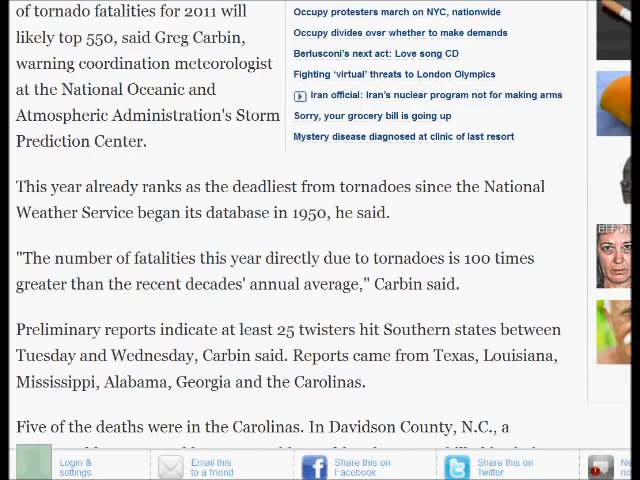 of tornado fatalities for 2011 will
likely top 550, said Greg Carbin,
warning coordination meteorologist
at the National Oceanic and
Atmospheric Administration's Storm
Prediction Center.
Occupy protesters march on NYC, nationwide
Occupy divides over whether to make demands
Berlusconi's next act: Love song CD
Fighting 'virtual' threats to London Olympics
Iran official: Iran's nuclear program not for making arms
Sorry, your grocery bill is going up
Mystery disease diagnosed at clinic of last resort
This year already ranks as the deadliest from tornadoes since the National
Weather Service began its database in 1950, he said.
"The number of fatalities this year directly due to tornadoes is 100 times
greater than the recent decades' annual average," Carbin said.
Preliminary reports indicate at least 25 twisters hit Southern states between
Tuesday and Wednesday, Carbin said. Reports came from Texas, Louisiana,
Mississippi, Alabama, Georgia and the Carolinas.
Five of the deaths were in the Carolinas. In Davidson County, N.C., a
BEFOR
Login &
settings
Email this
to a friend
Share this on
Facebook
Share this on
Twitter